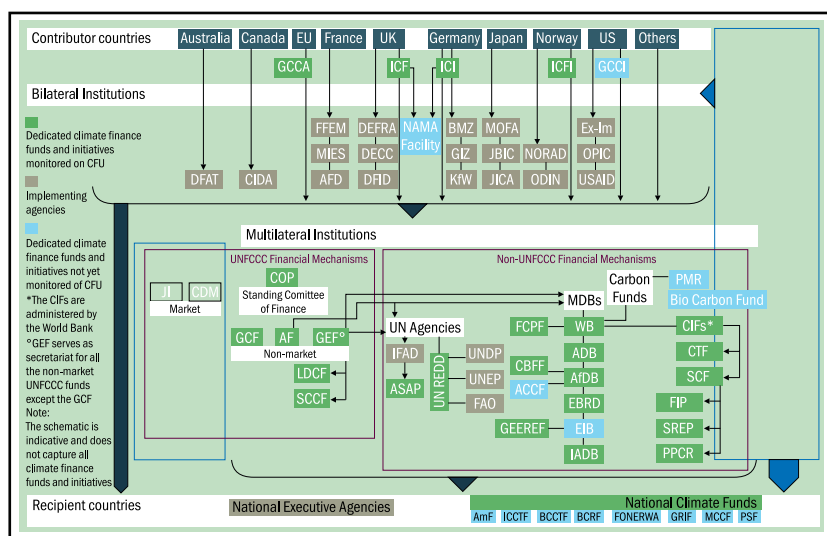 Contributor countries
Australia
Canada
EU
France
UK
Germany
Japan
Norway
US
Others
GCCA
ICF
ICI
ICFI
GCCI
Bilateral Institutions
Dedicated climate finance
funds and initiatives
monitored on CFU
Implementing
agencies
Dedicated climate
finance funds and
initiatives not yet
monitored of CFU
*The CIFs are
administered by
the World Bank
°GEF serves as
secretariat for all
the non-market
UNFCCC funds
except the GCF
Note:
The schematic is
indicative and does
not capture all
climate finance
funds and initiatives
FFEM
DEFRA
NAMA
Facility
BMZ
MOFA
Ex-Im
MIES
DECC
GIZ
JBIC
NORAD
OPIC
DFAT
CIDA
AFD
DFID
KfW
JICA
ODIN
USAID
Multilateral Institutions
UNFCCC Financial Mechanisms
COP
Standing Comittee
of Finance
JI
CDM
Market
GCF
AF
GEF°
Non-market
LDCF
SCCF
Non-UNFCCC Financial Mechanisms
MDBs
Carbon
Funds
PMR
Bio Carbon Fund
UN Agencies
IFAD
ASAP
UN REDD
UNDP
UNEP
FAO
FCPF
WB
CIFs*
ADB
CTF
CBFF
AfDB
SCF
ACCF
EBRD
FIP
GEEREF
EIB
SREP
IADB
PPCR
Recipient countries
National Executive Agencies
National Climate Funds
AmF
ICCTF
BCCTF
BCRF
FONERWA
GRIF
MCCF
PSF